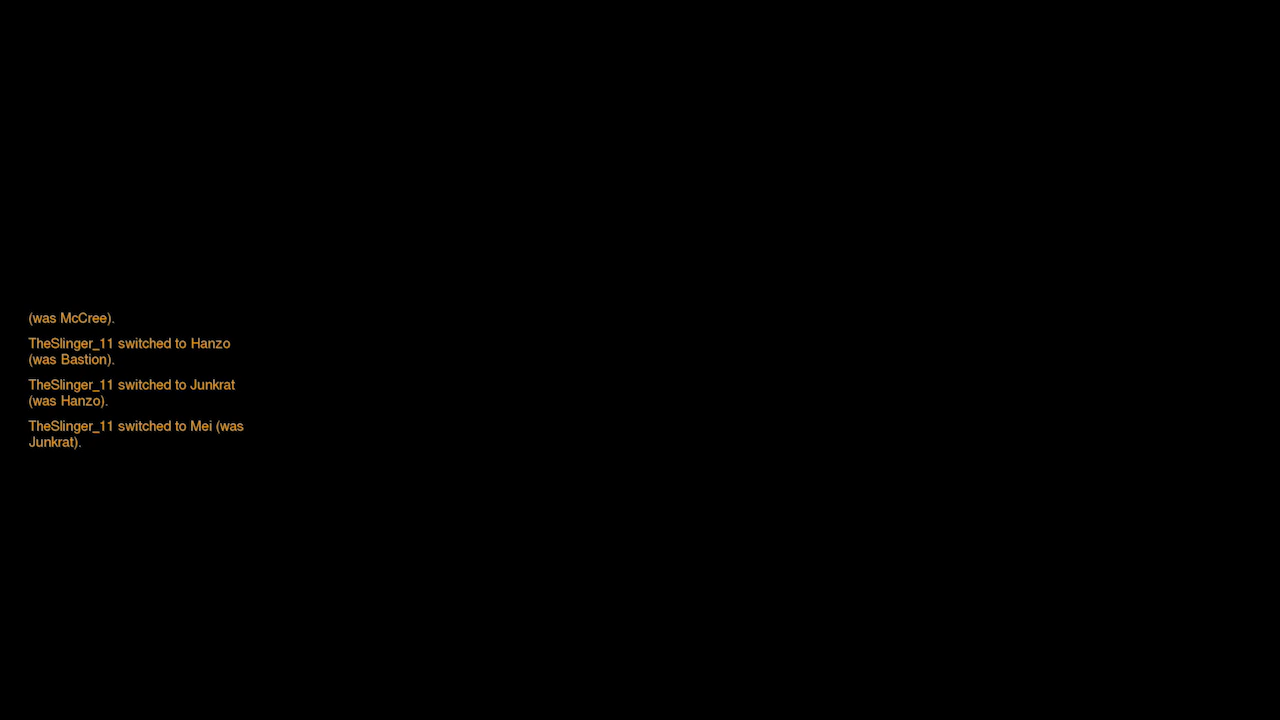 (was McCree).
TheSlinger_11 switched to Hanzo
(was Bastion).
TheSlinger_11 switched to Junkrat
(was Hanzo).
TheSlinger_11 switched to Mei (was
Junkrat).